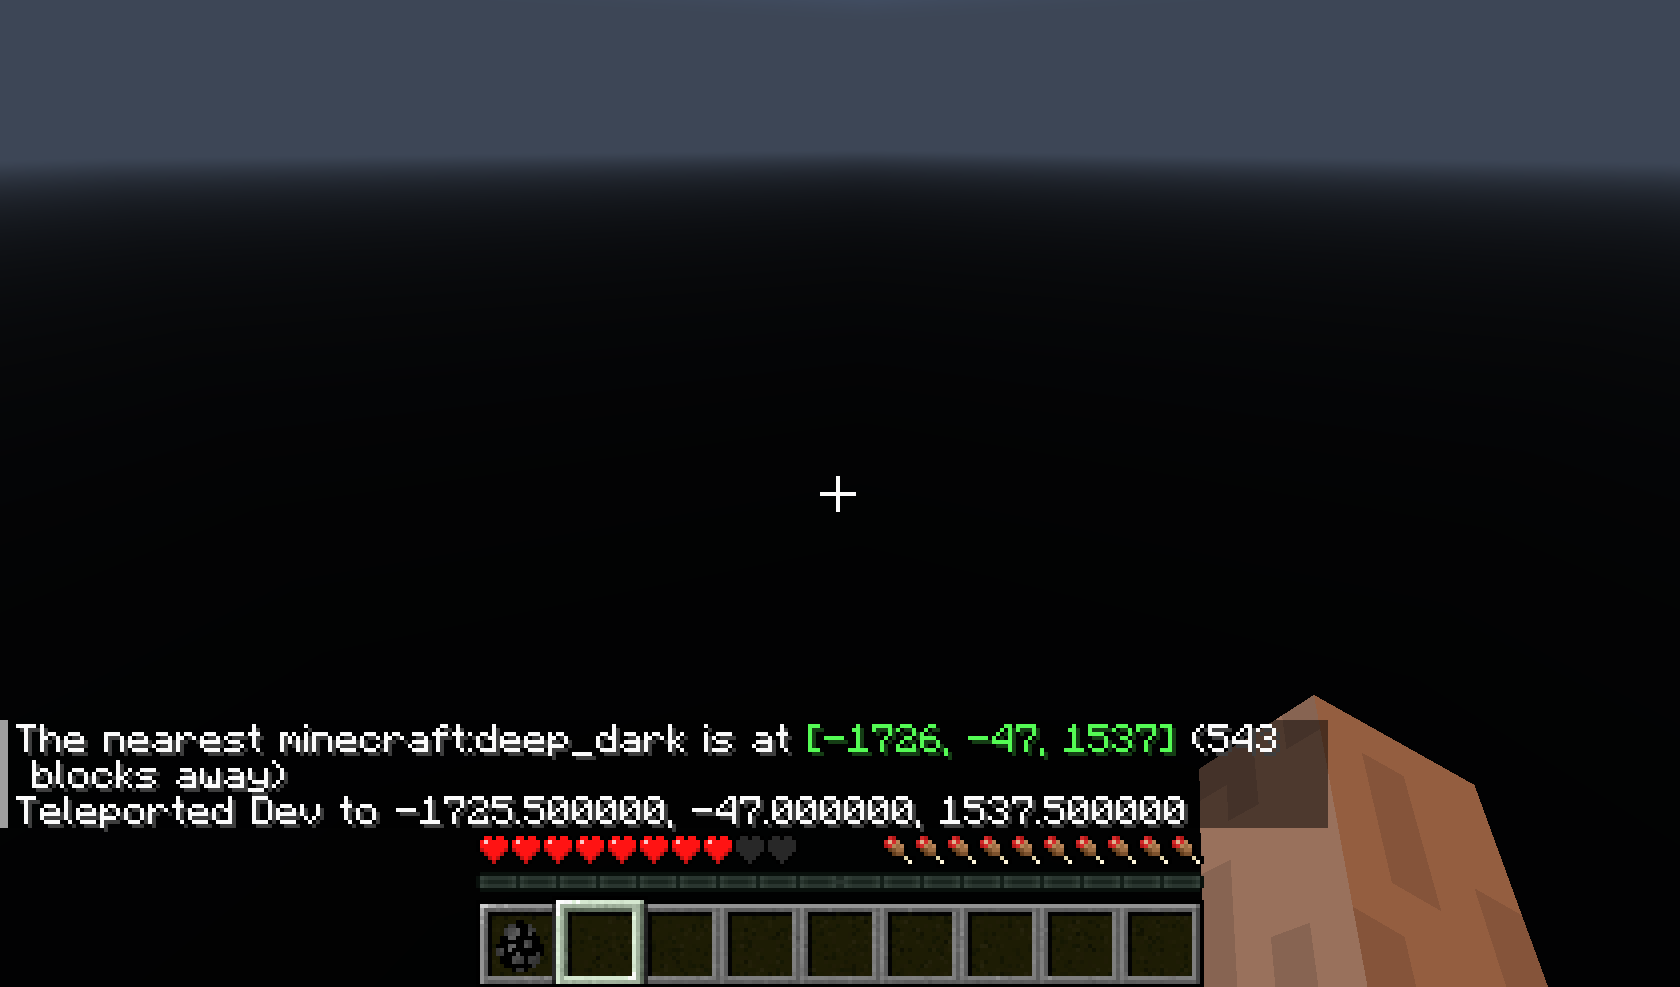 The nearest minecraft:deep_dark is at [-1726, -47, 1537] (543
blocks away)
Teleported Dev to -1725.500000, -47.000000, 1537.500000